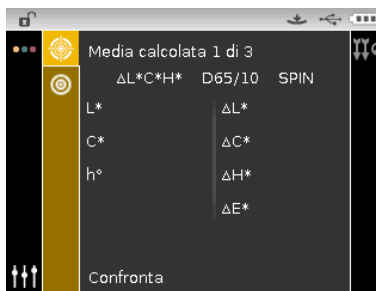 Media calcolata 1 di 3
ΔL*C*H* D65/10 SPIN
L* ΔL*
C* ΔC*
h° ΔH*
ΔE*
Confronta